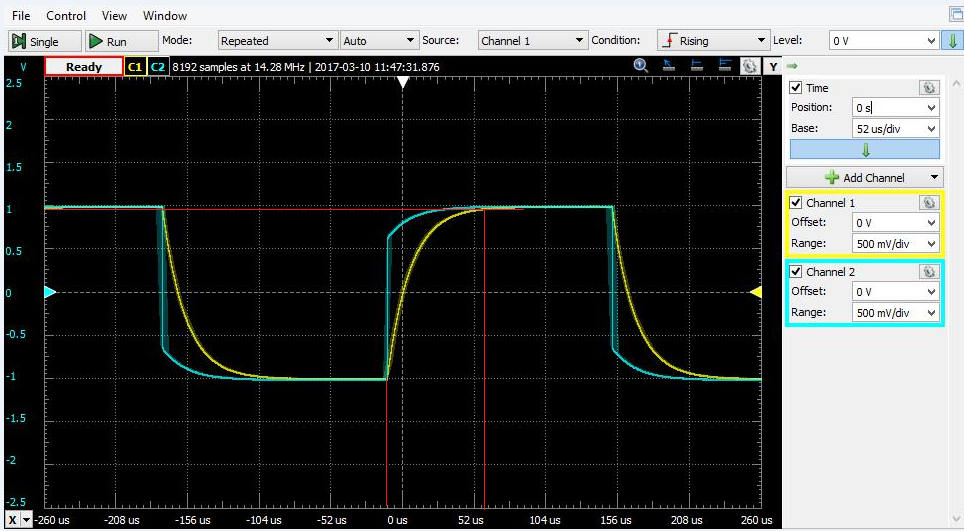 File Control View Window
Single Run Mode: Repeated Auto Source: Channel 1 Condition: Rising Level: 0 V
V Ready C1 C2 8192 samples at 14.28 MHz | 2017-03-10 11:47:31.876 Y
2.5
2
1.5
1
0.5
0
-0.5
-1
-1.5
-2
-2.5
X -260 us -208 us -156 us -104 us -52 us 0 us 52 us 104 us 156 us 208 us 260 us
Time
Position: 0 s
Base: 52 us/div
Add Channel
Channel 1
Offset: 0 V
Range: 500 mV/div
Channel 2
Offset: 0 V
Range: 500 mV/div